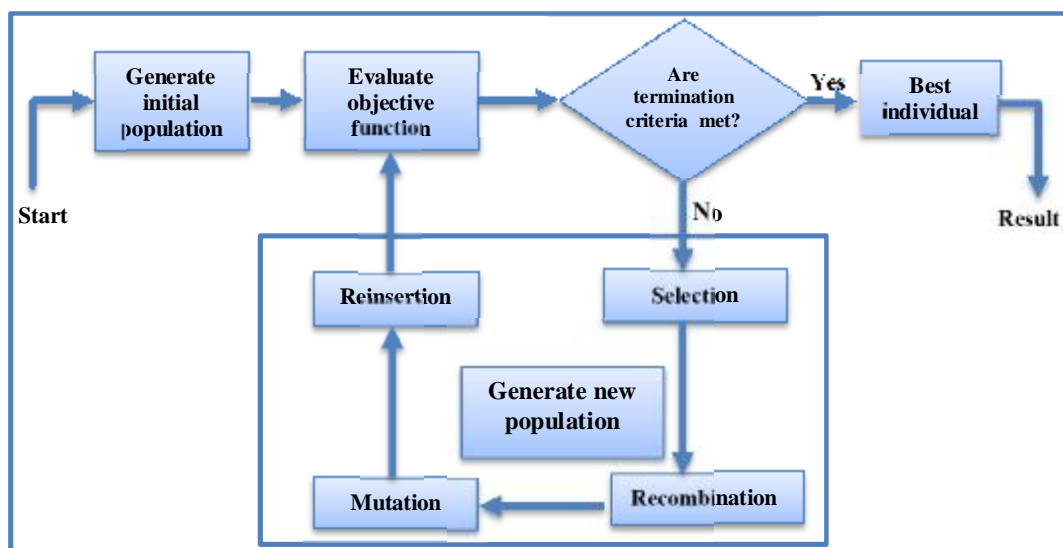 Start
Generate
initial
population
Evaluate
objective
function
Are
termination
criteria met?
Yes
Best
individual
Result
No
Selection
Recombination
Mutation
Reinsertion
Generate new
population